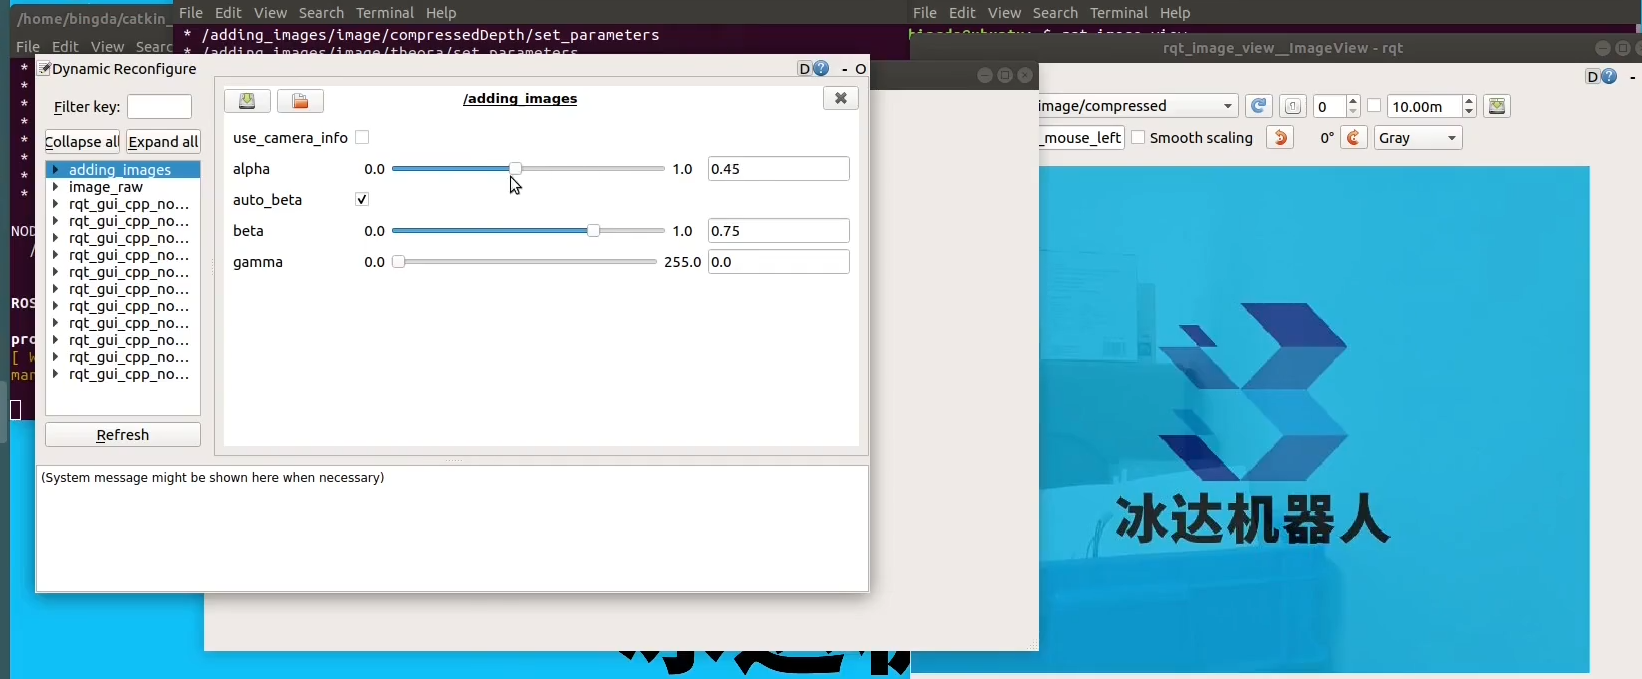 /home/bingda/catkin_
File Edit View Search Terminal Help
File Edit View Search Terminal Help
* /adding_images/image/compressedDepth/set_parameters
* /adding_images/image/theora/set_parameters
rqt_image_view__ImageView - rqt
File Edit View Searc
Dynamic Reconfigure
D
- O
D
-
Filter key:
/adding_images
image/compressed
0
10.00m
Collapse all
Expand all
use_camera_info
_mouse_left
Smooth scaling
0°
Gray
adding_images
alpha 0.0 1.0 0.45
image_raw
rqt_gui_cpp_no...
auto_beta
rqt_gui_cpp_no...
beta 0.0 1.0 0.75
rqt_gui_cpp_no...
rqt_gui_cpp_no...
gamma 0.0 255.0 0.0
rqt_gui_cpp_no...
rqt_gui_cpp_no...
rqt_gui_cpp_no...
rqt_gui_cpp_no...
rqt_gui_cpp_no...
rqt_gui_cpp_no...
rqt_gui_cpp_no...
NOD
/
ROS
pro
[ W
mar
Refresh
(System message might be shown here when necessary)
冰达机器人